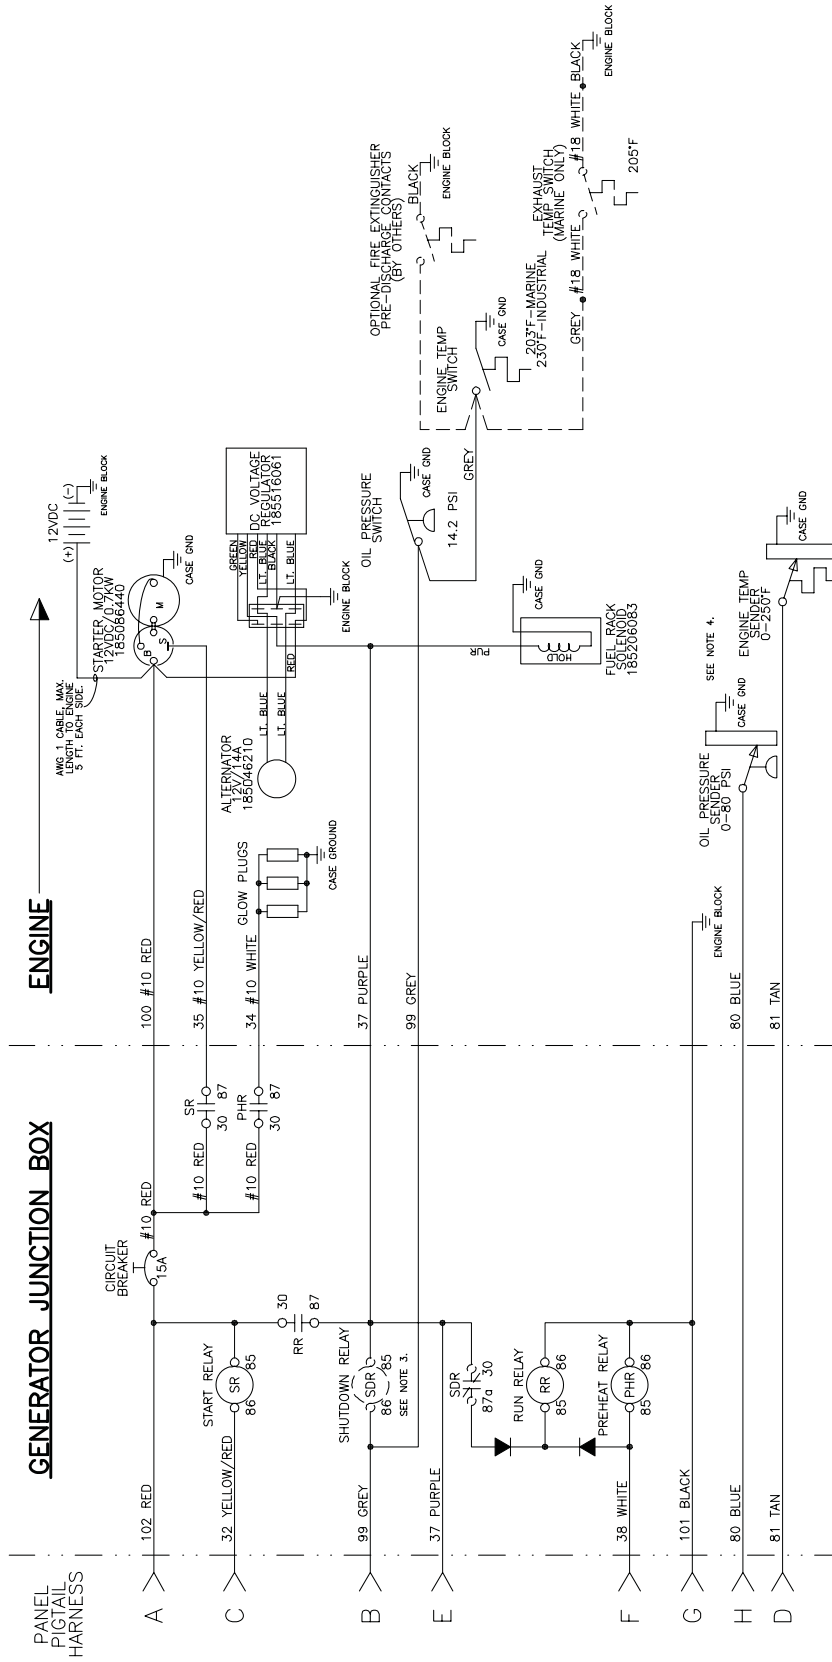 PANEL
PIGTAIL
HARNESS
A
C
B
E
F
G
H
D
GENERATOR JUNCTION BOX
102 RED
CIRCUIT
BREAKER
15A
#10 RED
32 YELLOW/RED
START RELAY
SR
86
85
30
87
RR
#10 RED
SR
30
87
#10 RED
PHR
30
87
99 GREY
SHUTDOWN RELAY
SDR
86
85
SEE NOTE 3.
37 PURPLE
SDR
87a
30
RUN RELAY
RR
85
86
PREHEAT RELAY
PHR
85
86
38 WHITE
101 BLACK
80 BLUE
81 TAN
ENGINE
100 #10 RED
35 #10 YELLOW/RED
34 #10 WHITE
37 PURPLE
99 GREY
80 BLUE
81 TAN
AWG 1 CABLE, MAX.
LENGTH TO ENGINE
5 FT. EACH SIDE.
STARTER MOTOR
12VDC/0.7KW
185086440
B
S
M
CASE GND
12VDC
(+)
(-)
ENGINE BLOCK
GLOW PLUGS
CASE GROUND
ALTERNATOR
12V/14A
185046210
LT. BLUE
LT. BLUE
RED
GREEN
YELLOW
RED
LT. BLUE
BLACK
LT. BLUE
DC VOLTAGE
REGULATOR
185516061
ENGINE BLOCK
PUR
HOLD
FUEL RACK
SOLENOID
185206083
CASE GND
OIL PRESSURE
SWITCH
14.2 PSI
CASE GND
GREY
ENGINE TEMP
SWITCH
CASE GND
203°F-MARINE
230°F-INDUSTRIAL
OPTIONAL FIRE EXTINGUISHER
PRE-DISCHARGE CONTACTS
(BY OTHERS)
BLACK
ENGINE BLOCK
GREY
#18 WHITE
EXHAUST
TEMP SWITCH
(MARINE ONLY)
#18 WHITE
BLACK
205°F
ENGINE BLOCK
ENGINE BLOCK
OIL PRESSURE
SENDER
0-80 PSI
CASE GND
SEE NOTE 4.
ENGINE TEMP
SENDER
0-250°F
CASE GND